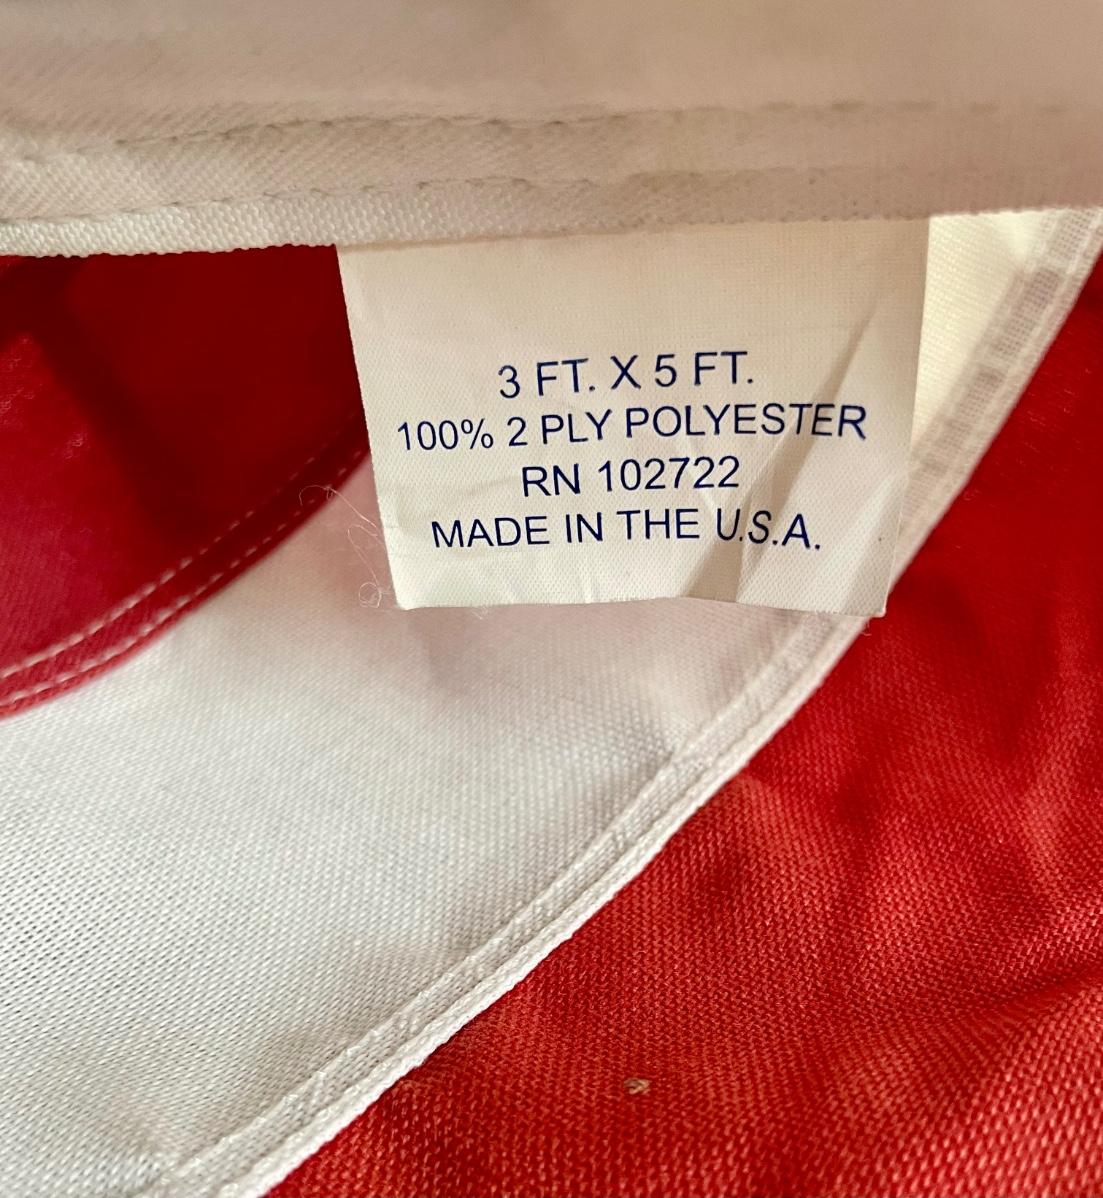 3 FT. X 5 FT.
100% 2 PLY POLYESTER
RN 102722
MADE IN THE U.S.A.